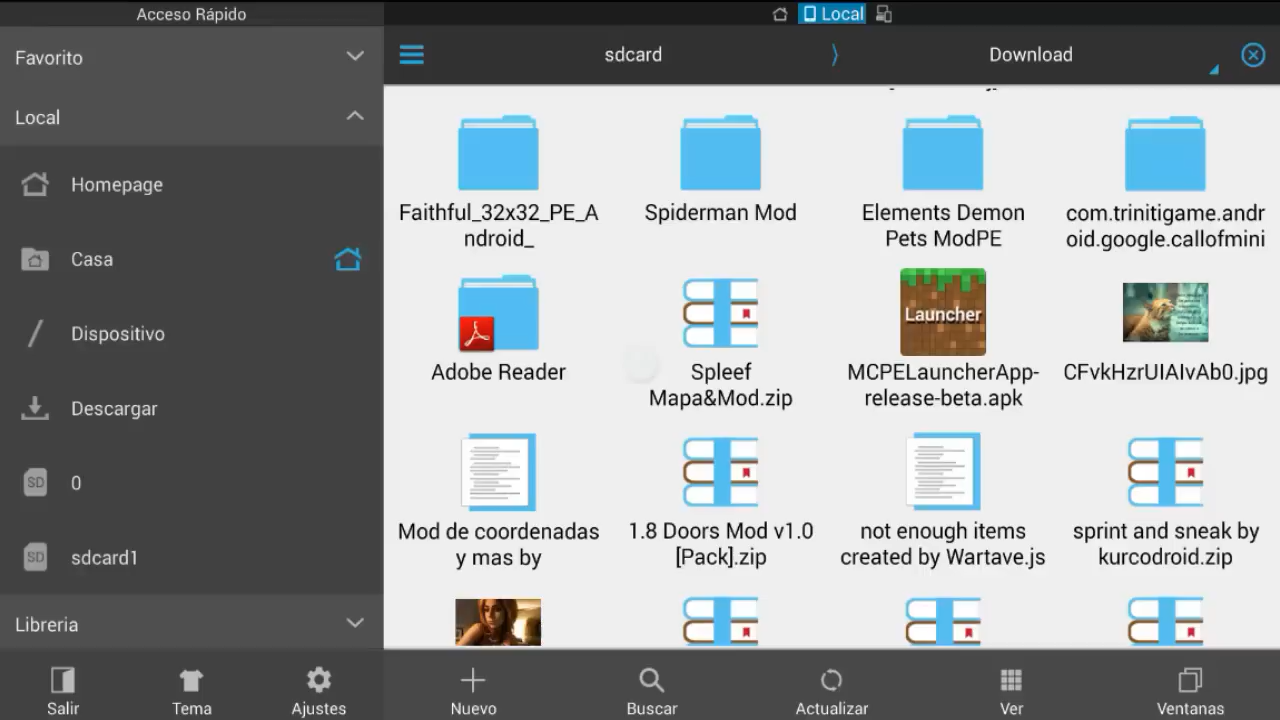 Acceso Rápido
Local
Favorito
Local
Homepage
Casa
Dispositivo
Descargar
SD 0
SD sdcard1
Libreria
Salir
Tema
Ajustes
sdcard
Download
Faithful_32x32_PE_A
ndroid_
Spiderman Mod
Elements Demon
Pets ModPE
com.trinitigame.andr
oid.google.callofmini
Adobe Reader
Spleef
Mapa&Mod.zip
Launcher
MCPELauncherApp-
release-beta.apk
CFvkHzrUIAIvAb0.jpg
Mod de coordenadas
y mas by
1.8 Doors Mod v1.0
[Pack].zip
not enough items
created by Wartave.js
sprint and sneak by
kurcodroid.zip
Nuevo
Buscar
Actualizar
Ver
Ventanas